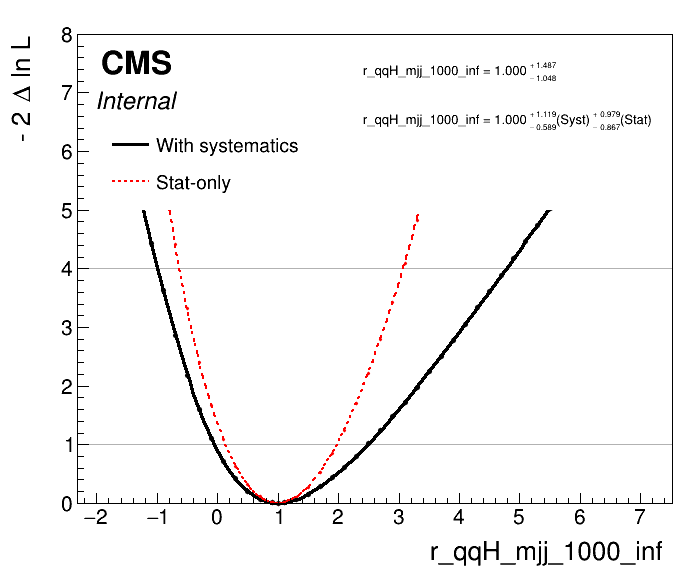 CMS
Internal
r_qqH_mjj_1000_inf = 1.000 + 1.487 − 1.048
r_qqH_mjj_1000_inf = 1.000 + 1.119 − 0.589 (Syst) + 0.979 − 0.867 (Stat)
With systematics
Stat-only
- 2 Δ ln L
8
7
6
5
4
3
2
1
0
−2 −1 0 1 2 3 4 5 6 7
r_qqH_mjj_1000_inf